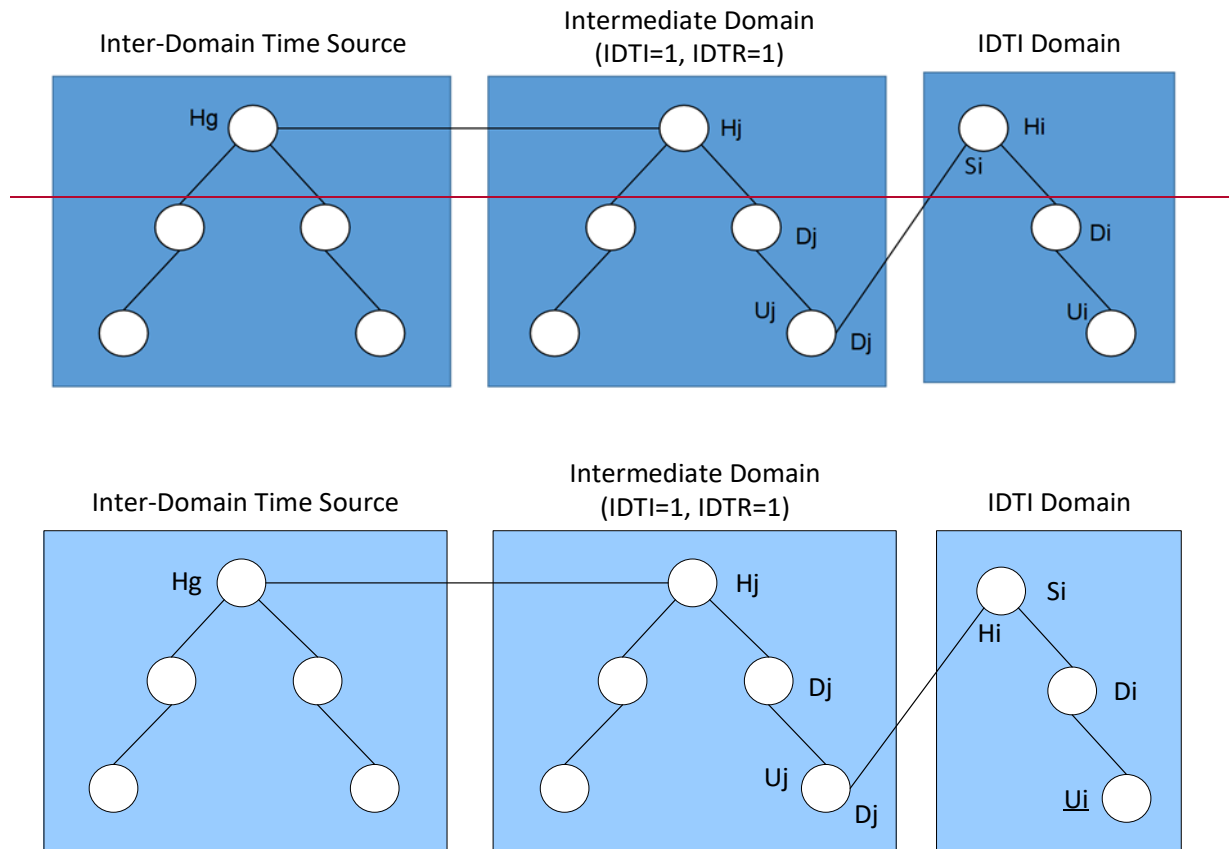 Inter-Domain Time Source
Intermediate Domain
(IDTI=1, IDTR=1)
IDTI Domain
Hg
Hj
Hi
Si
Dj
Di
Uj
Dj
Ui
Inter-Domain Time Source
Intermediate Domain
(IDTI=1, IDTR=1)
IDTI Domain
Hg
Hj
Si
Hi
Dj
Di
Uj
Dj
Ui